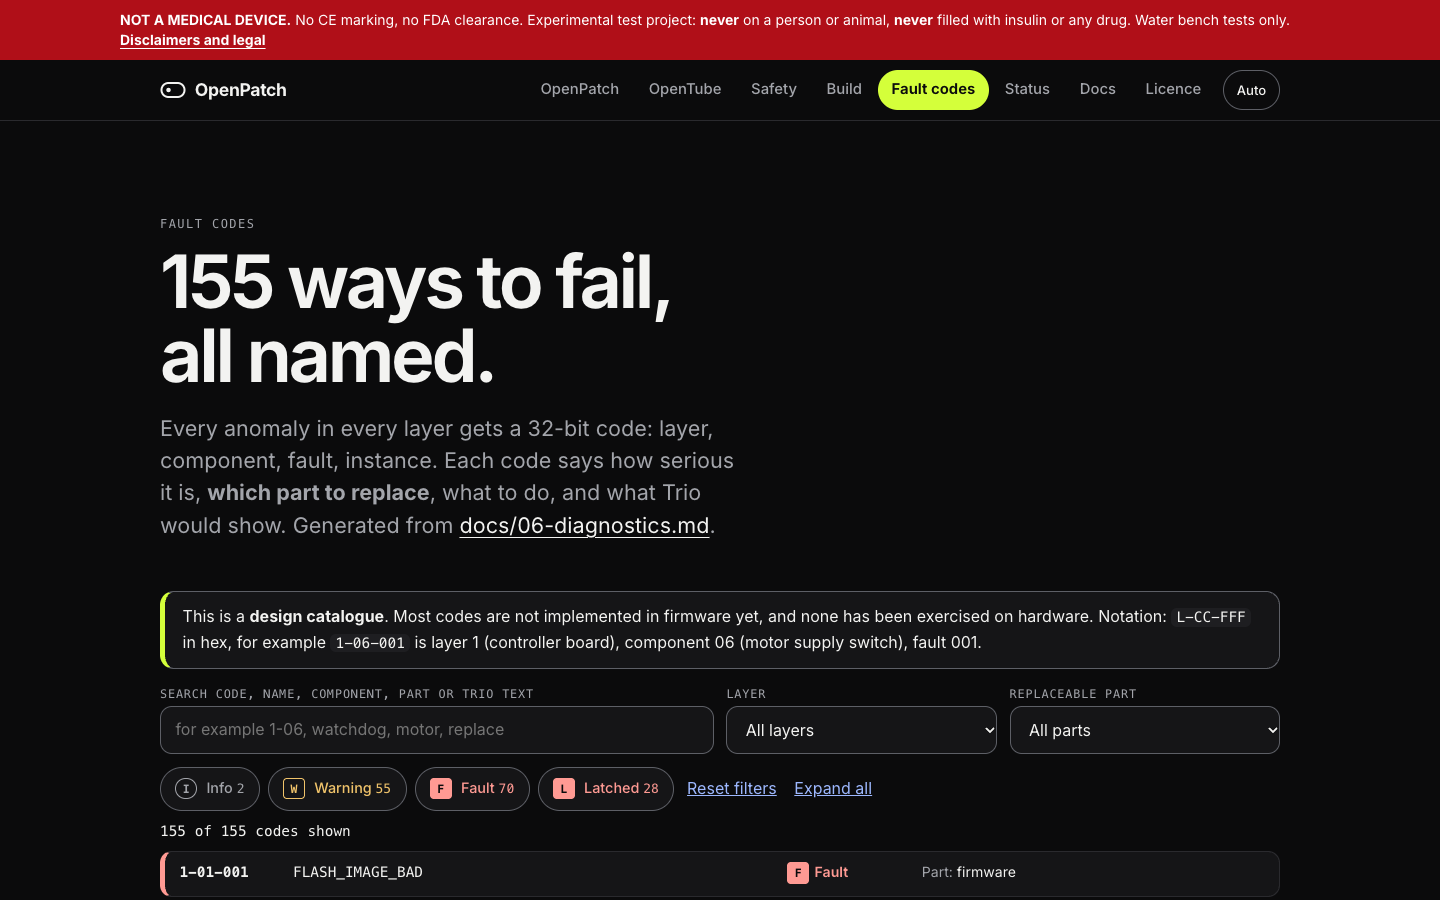 NOT A MEDICAL DEVICE. No CE marking, no FDA clearance. Experimental test project: never on a person or animal, never filled with insulin or any drug. Water bench tests only.
Disclaimers and legal
OpenPatch
OpenPatch OpenTube Safety Build Fault codes Status Docs Licence Auto
FAULT CODES
155 ways to fail,
all named.
Every anomaly in every layer gets a 32-bit code: layer,
component, fault, instance. Each code says how serious
it is, which part to replace, what to do, and what Trio
would show. Generated from docs/06-diagnostics.md.
This is a design catalogue. Most codes are not implemented in firmware yet, and none has been exercised on hardware. Notation: L-CC-FFF
in hex, for example 1-06-001 is layer 1 (controller board), component 06 (motor supply switch), fault 001.
SEARCH CODE, NAME, COMPONENT, PART OR TRIO TEXT
LAYER
REPLACEABLE PART
for example 1-06, watchdog, motor, replace
All layers
All parts
I Info 2
W Warning 55
F Fault 70
L Latched 28
Reset filters
Expand all
155 of 155 codes shown
1-01-001 FLASH_IMAGE_BAD F Fault Part: firmware